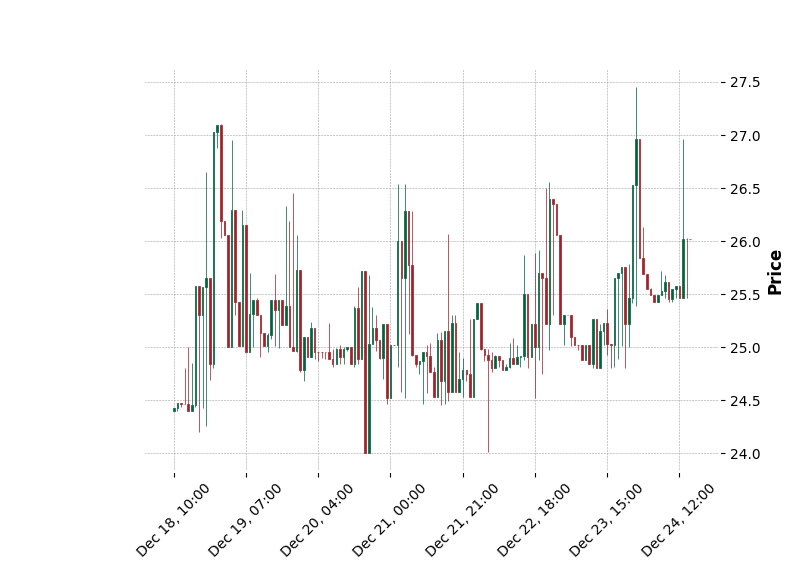 27.5
27.0
26.5
26.0
25.5
25.0
24.5
24.0
Price
Dec 18, 10:00
Dec 19, 07:00
Dec 20, 04:00
Dec 21, 00:00
Dec 21, 21:00
Dec 22, 18:00
Dec 23, 15:00
Dec 24, 12:00